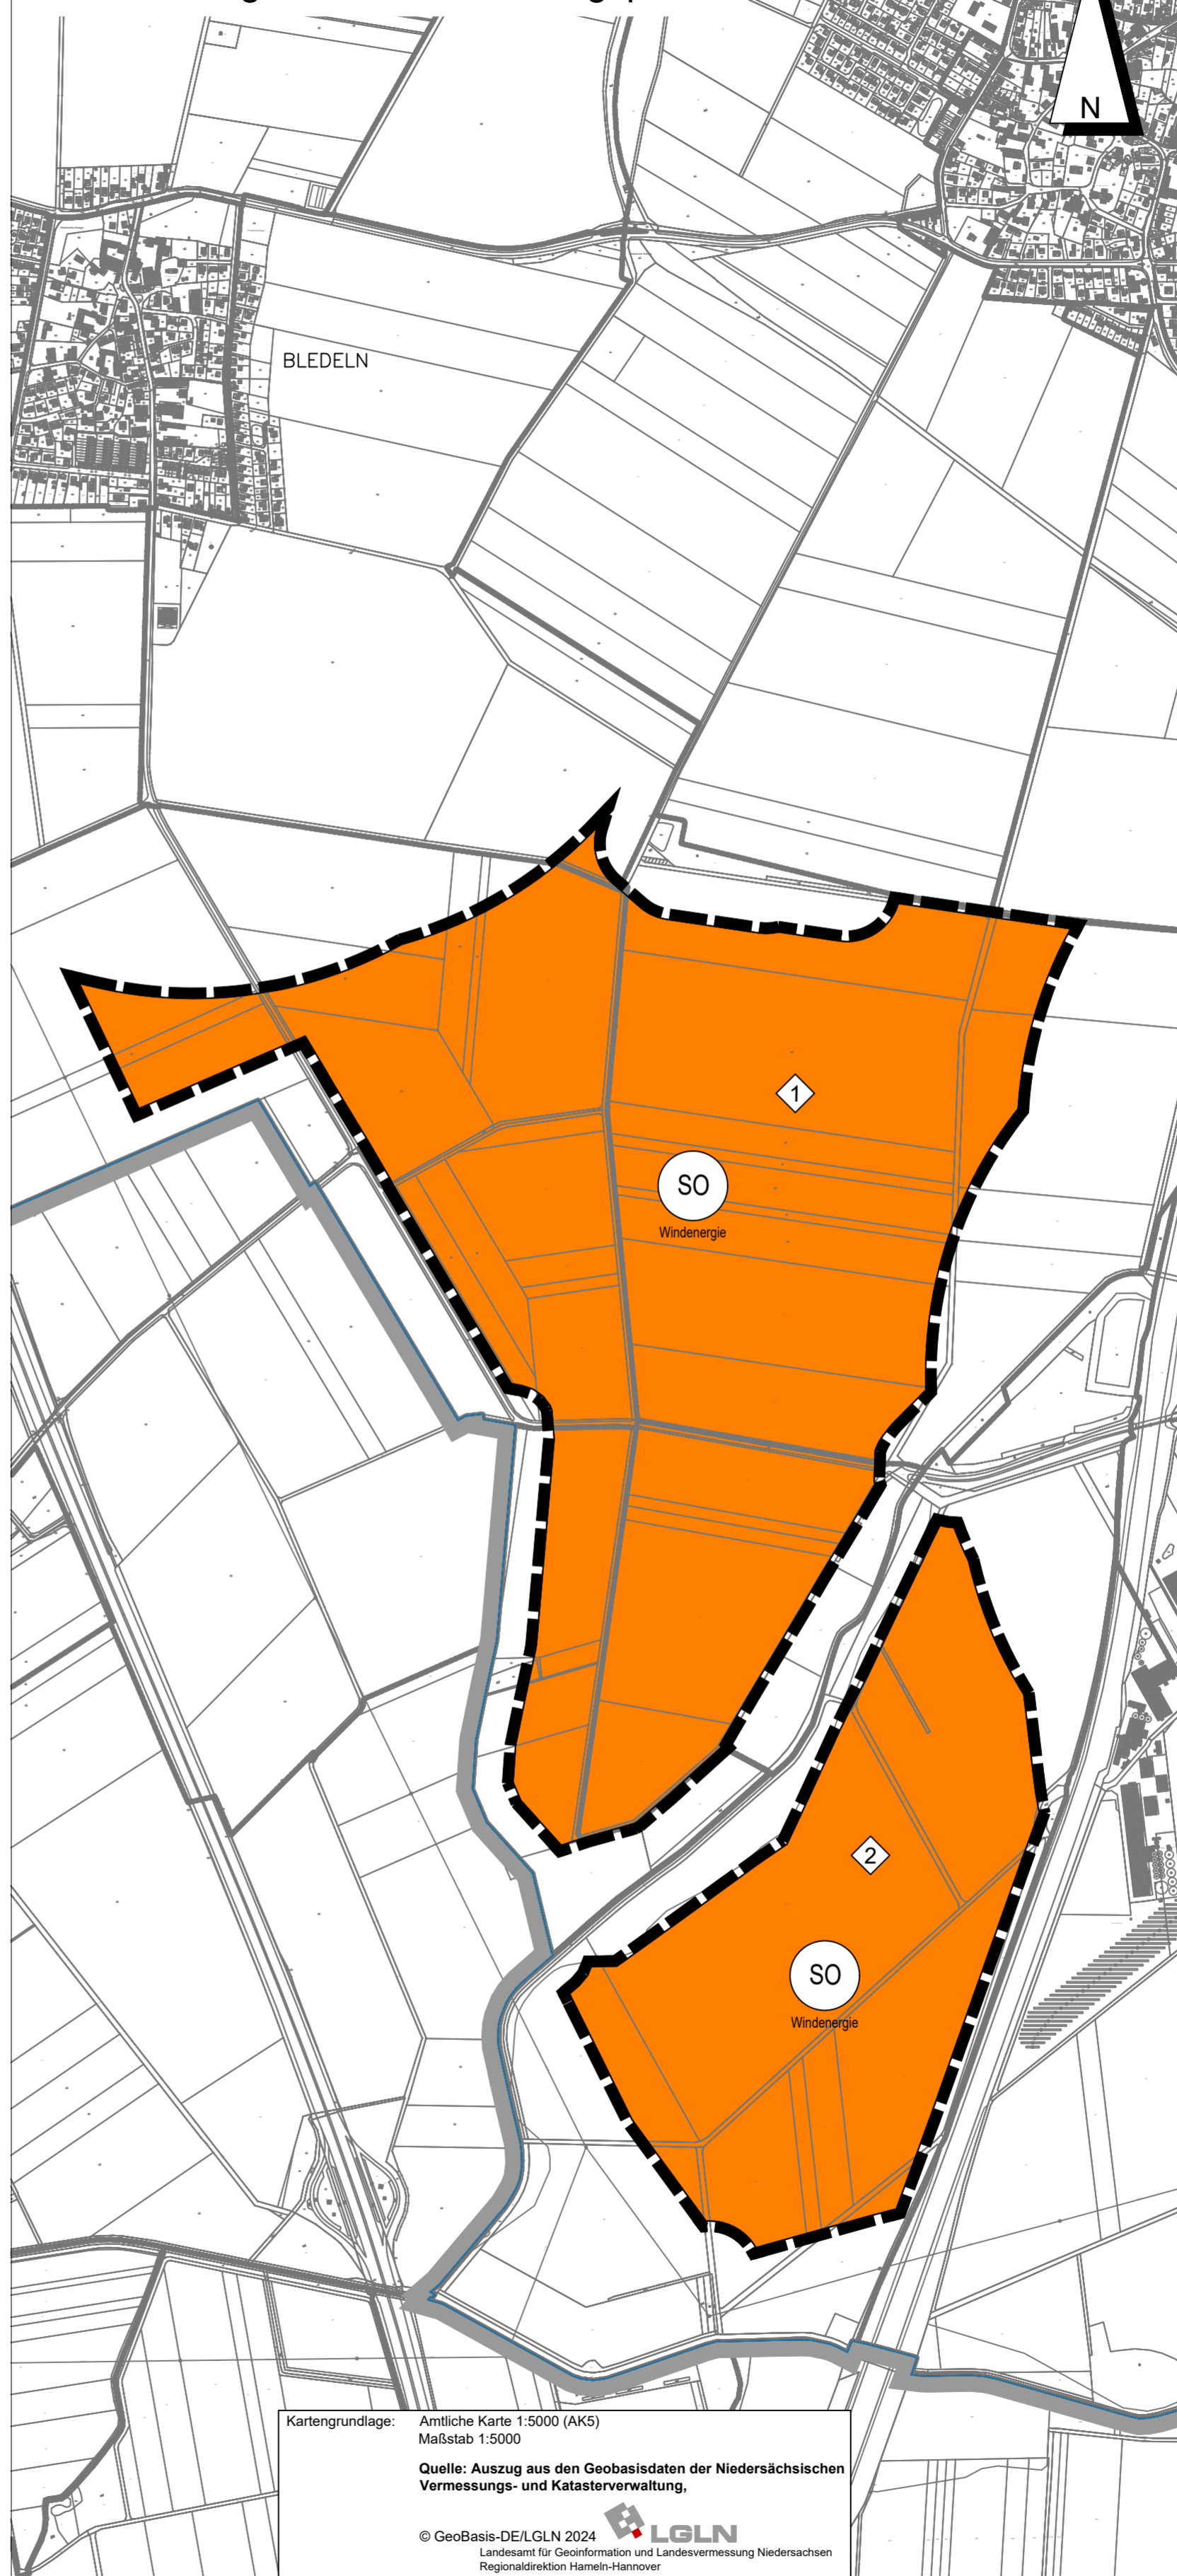 N
BLEDELN
1
SO
Windenergie
2
SO
Windenergie
Kartengrundlage: Amtliche Karte 1:5000 (AK5)
Maßstab 1:5000
Quelle: Auszug aus den Geobasisdaten der Niedersächsischen
Vermessungs- und Katasterverwaltung,
© GeoBasis-DE/LGLN 2024 LGLN
Landesamt für Geoinformation und Landesvermessung Niedersachsen
Regionaldirektion Hameln-Hannover